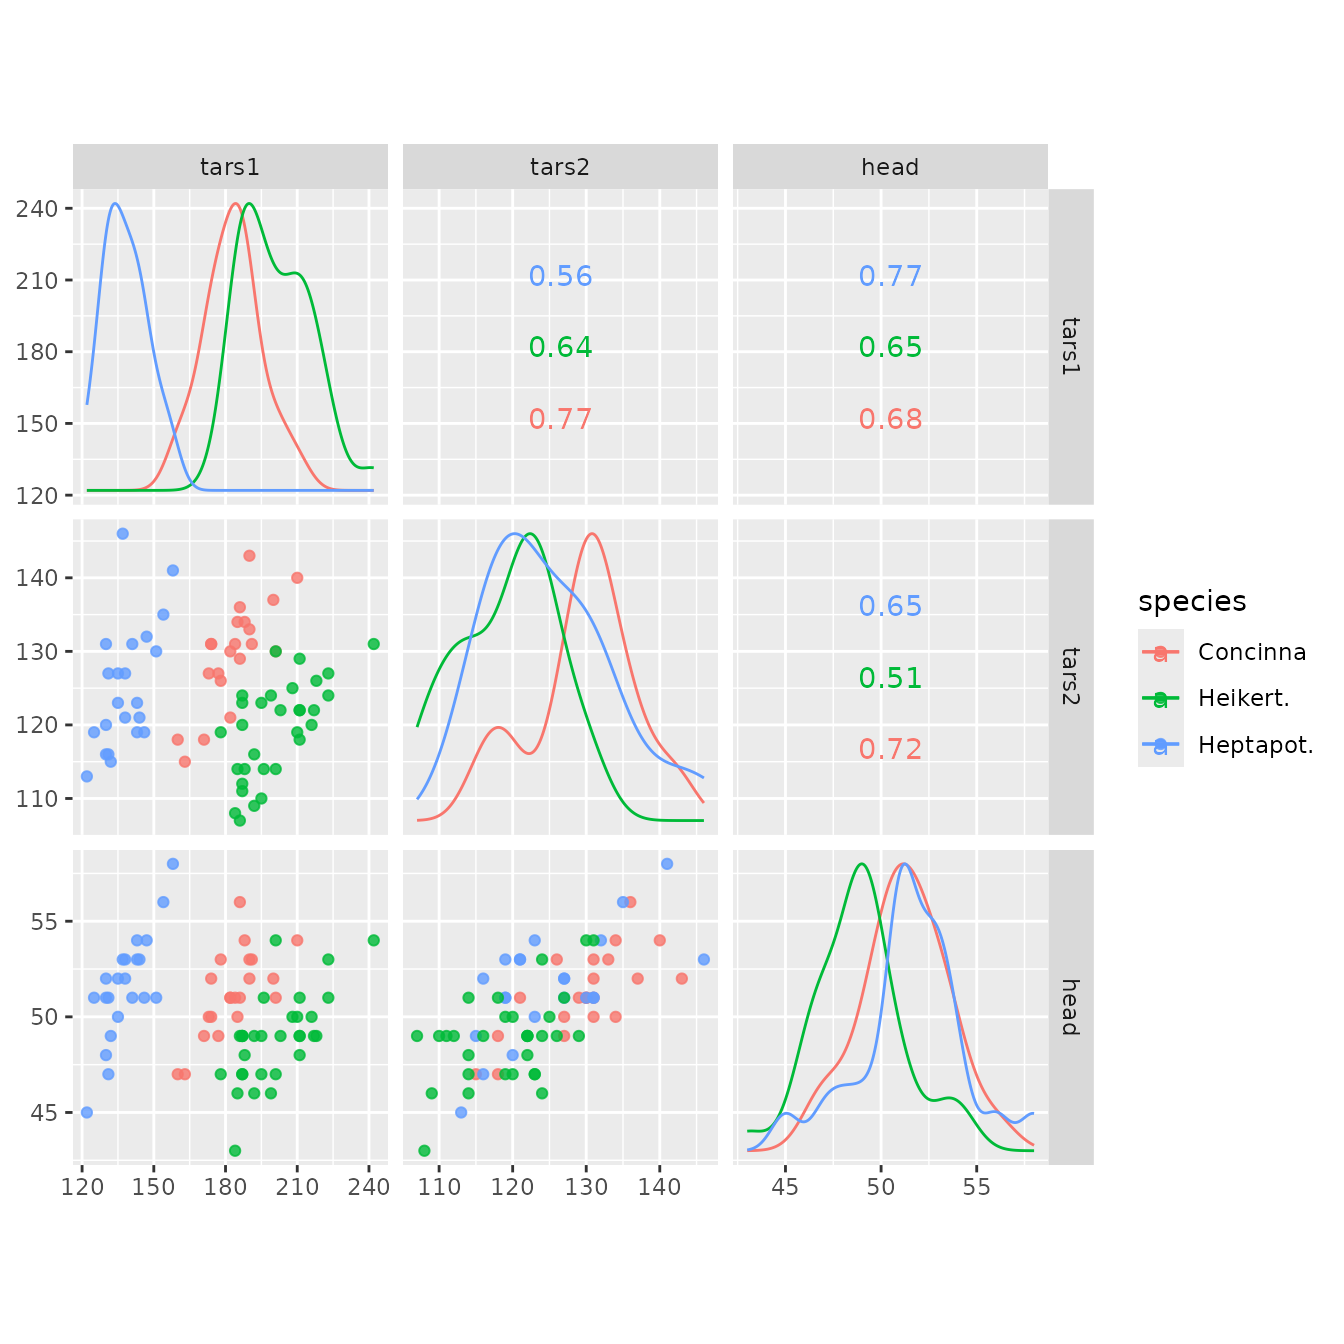 tars1 tars2 head
240
210
180
150
120
0.56 0.77
0.64 0.65
0.77 0.68
tars1
140
130
120
110
0.65
0.51
0.72
tars2
species
a Concinna
a Heikert.
a Heptapot.
55
50
45
head
120 150 180 210 240 110 120 130 140 45 50 55